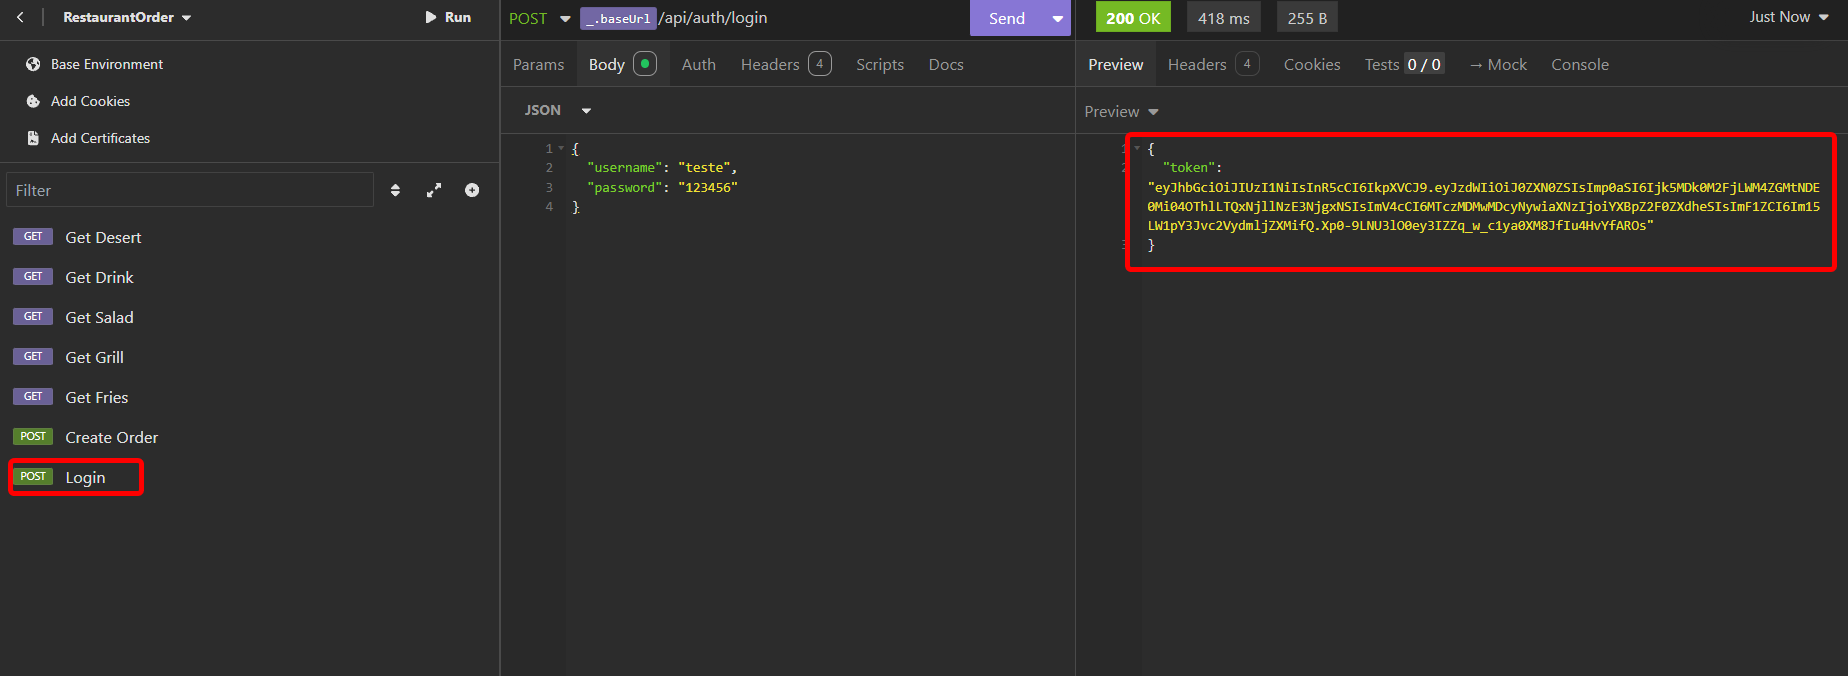 RestaurantOrder
Run
Base Environment
Add Cookies
Add Certificates
Filter
GET Get Desert
GET Get Drink
GET Get Salad
GET Get Grill
GET Get Fries
POST Create Order
POST Login
POST _.baseUrl /api/auth/login Send
Params Body Auth Headers 4 Scripts Docs
JSON
1 {
2 "username": "teste",
3 "password": "123456"
4 }
200 OK 418 ms 255 B Just Now
Preview Headers 4 Cookies Tests 0 / 0 → Mock Console
Preview
1 {
2 "token":
"eyJhbGciOiJIUzI1NiIsInR5cCI6IkpXVCJ9.eyJzdWIiOiJ0ZXN0ZSIsImp0aSI6Ijk5MDk0M2FjLWM4ZGMtNDE
0Mi04OThlLTQxNjllNzE3NjgxNSIsImV4cCI6MTczMDMwMDcyNywiaXNzIjoiYXBpZ2F0ZXdheSIsImF1ZCI6Im15
LW1pY3Jvc2VydmljZXMifQ.Xp0-9LNU3lO0ey3IZZq_w_c1ya0XM8JfIu4HvYfAROs"
3 }